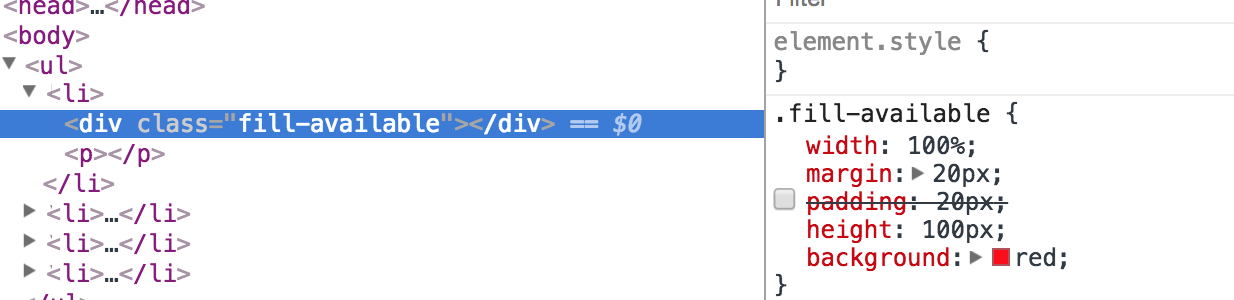 <head>…</head>
<body>
▼ <ul>
▼ <li>
<div class="fill-available"></div> == $0
<p></p>
</li>
▶ <li>…</li>
▶ <li>…</li>
▶ <li>…</li>
</ul>
Filter
element.style {
}
.fill-available {
width: 100%;
margin: ▶ 20px;
padding: 20px;
height: 100px;
background: ▶ red;
}